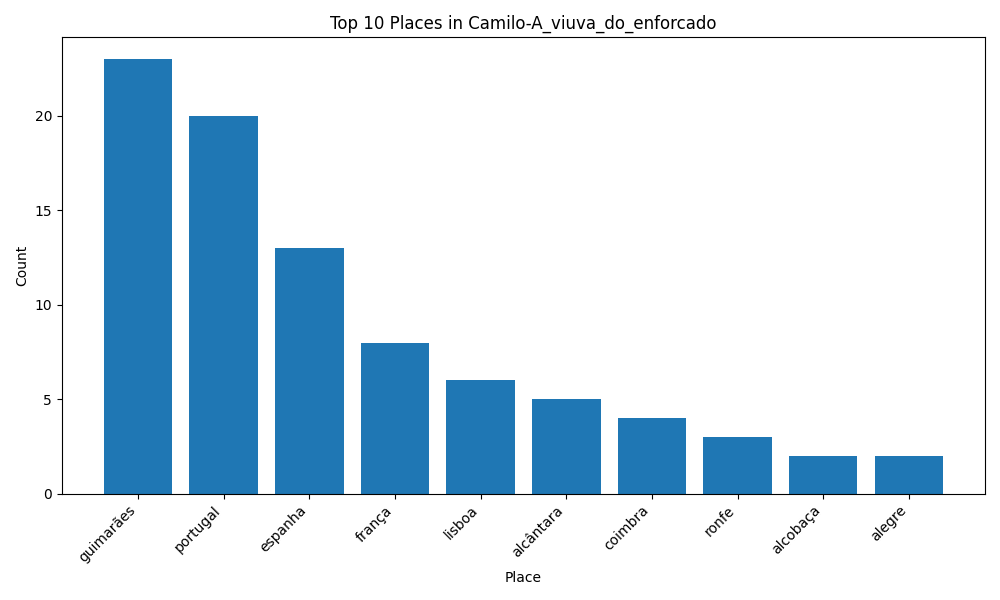 Top 10 Places in Camilo-A_viuva_do_enforcado
Count
20
15
10
5
0
guimarães
portugal
espanha
frança
lisboa
alcântara
coimbra
ronfe
alcobaça
alegre
Place